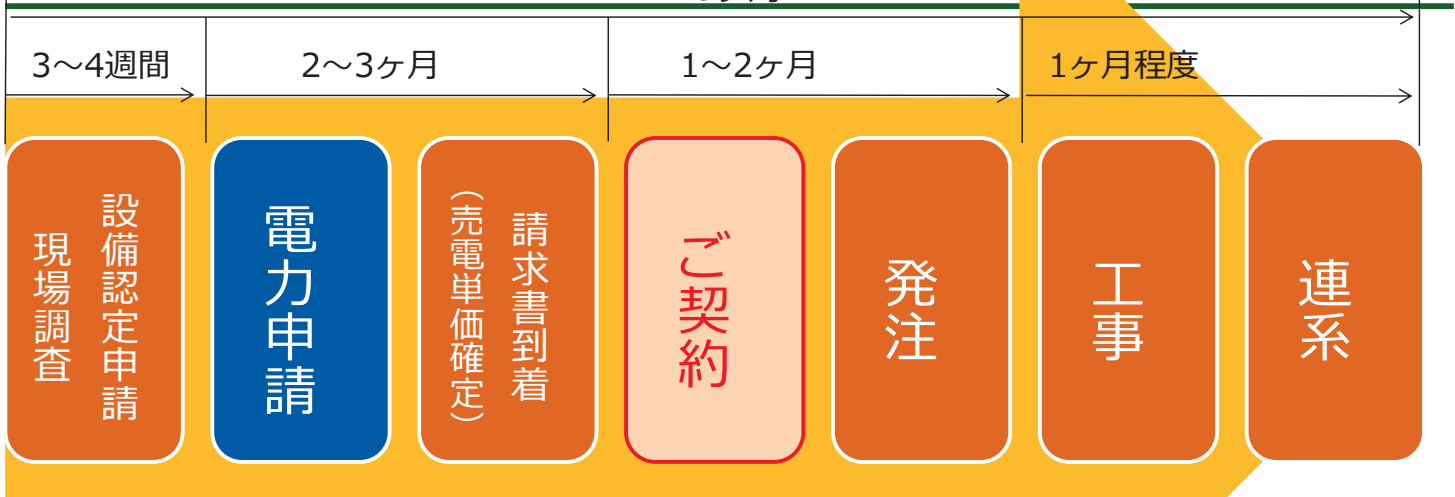 3～4週間
2～3ヶ月
1～2ヶ月
1ヶ月程度
設備認定申請
現場調査
電力申請
請求書到着
（売電単価確定）
ご契約
発注
工事
連系